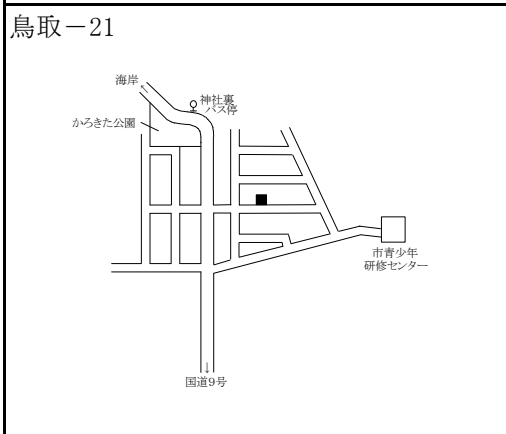 鳥取－21
海岸
神社裏
バス停
かろきた公園
市青少年
研修センター
↓
国道9号